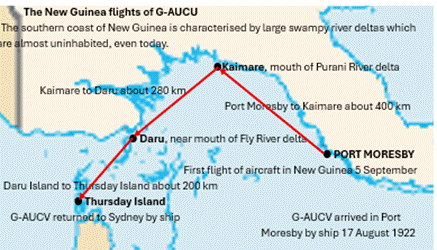 The New Guinea flights of G-AUCU
The southern coast of New Guinea is characterised by large swampy river deltas which
are almost uninhabited, even today.
Kaimare, mouth of Purani River delta
Kaimare to Daru about 280 km
Port Moresby to Kaimare about 400 km
Daru, near mouth of Fly River delta
PORT MORESBY
First flight of aircraft in New Guinea 5 September
Daru Island to Thursday Island about 200 km
Thursday Island
G-AUCV returned to Sydney by ship
G-AUCV arrived in Port
Moresby by ship 17 August 1922